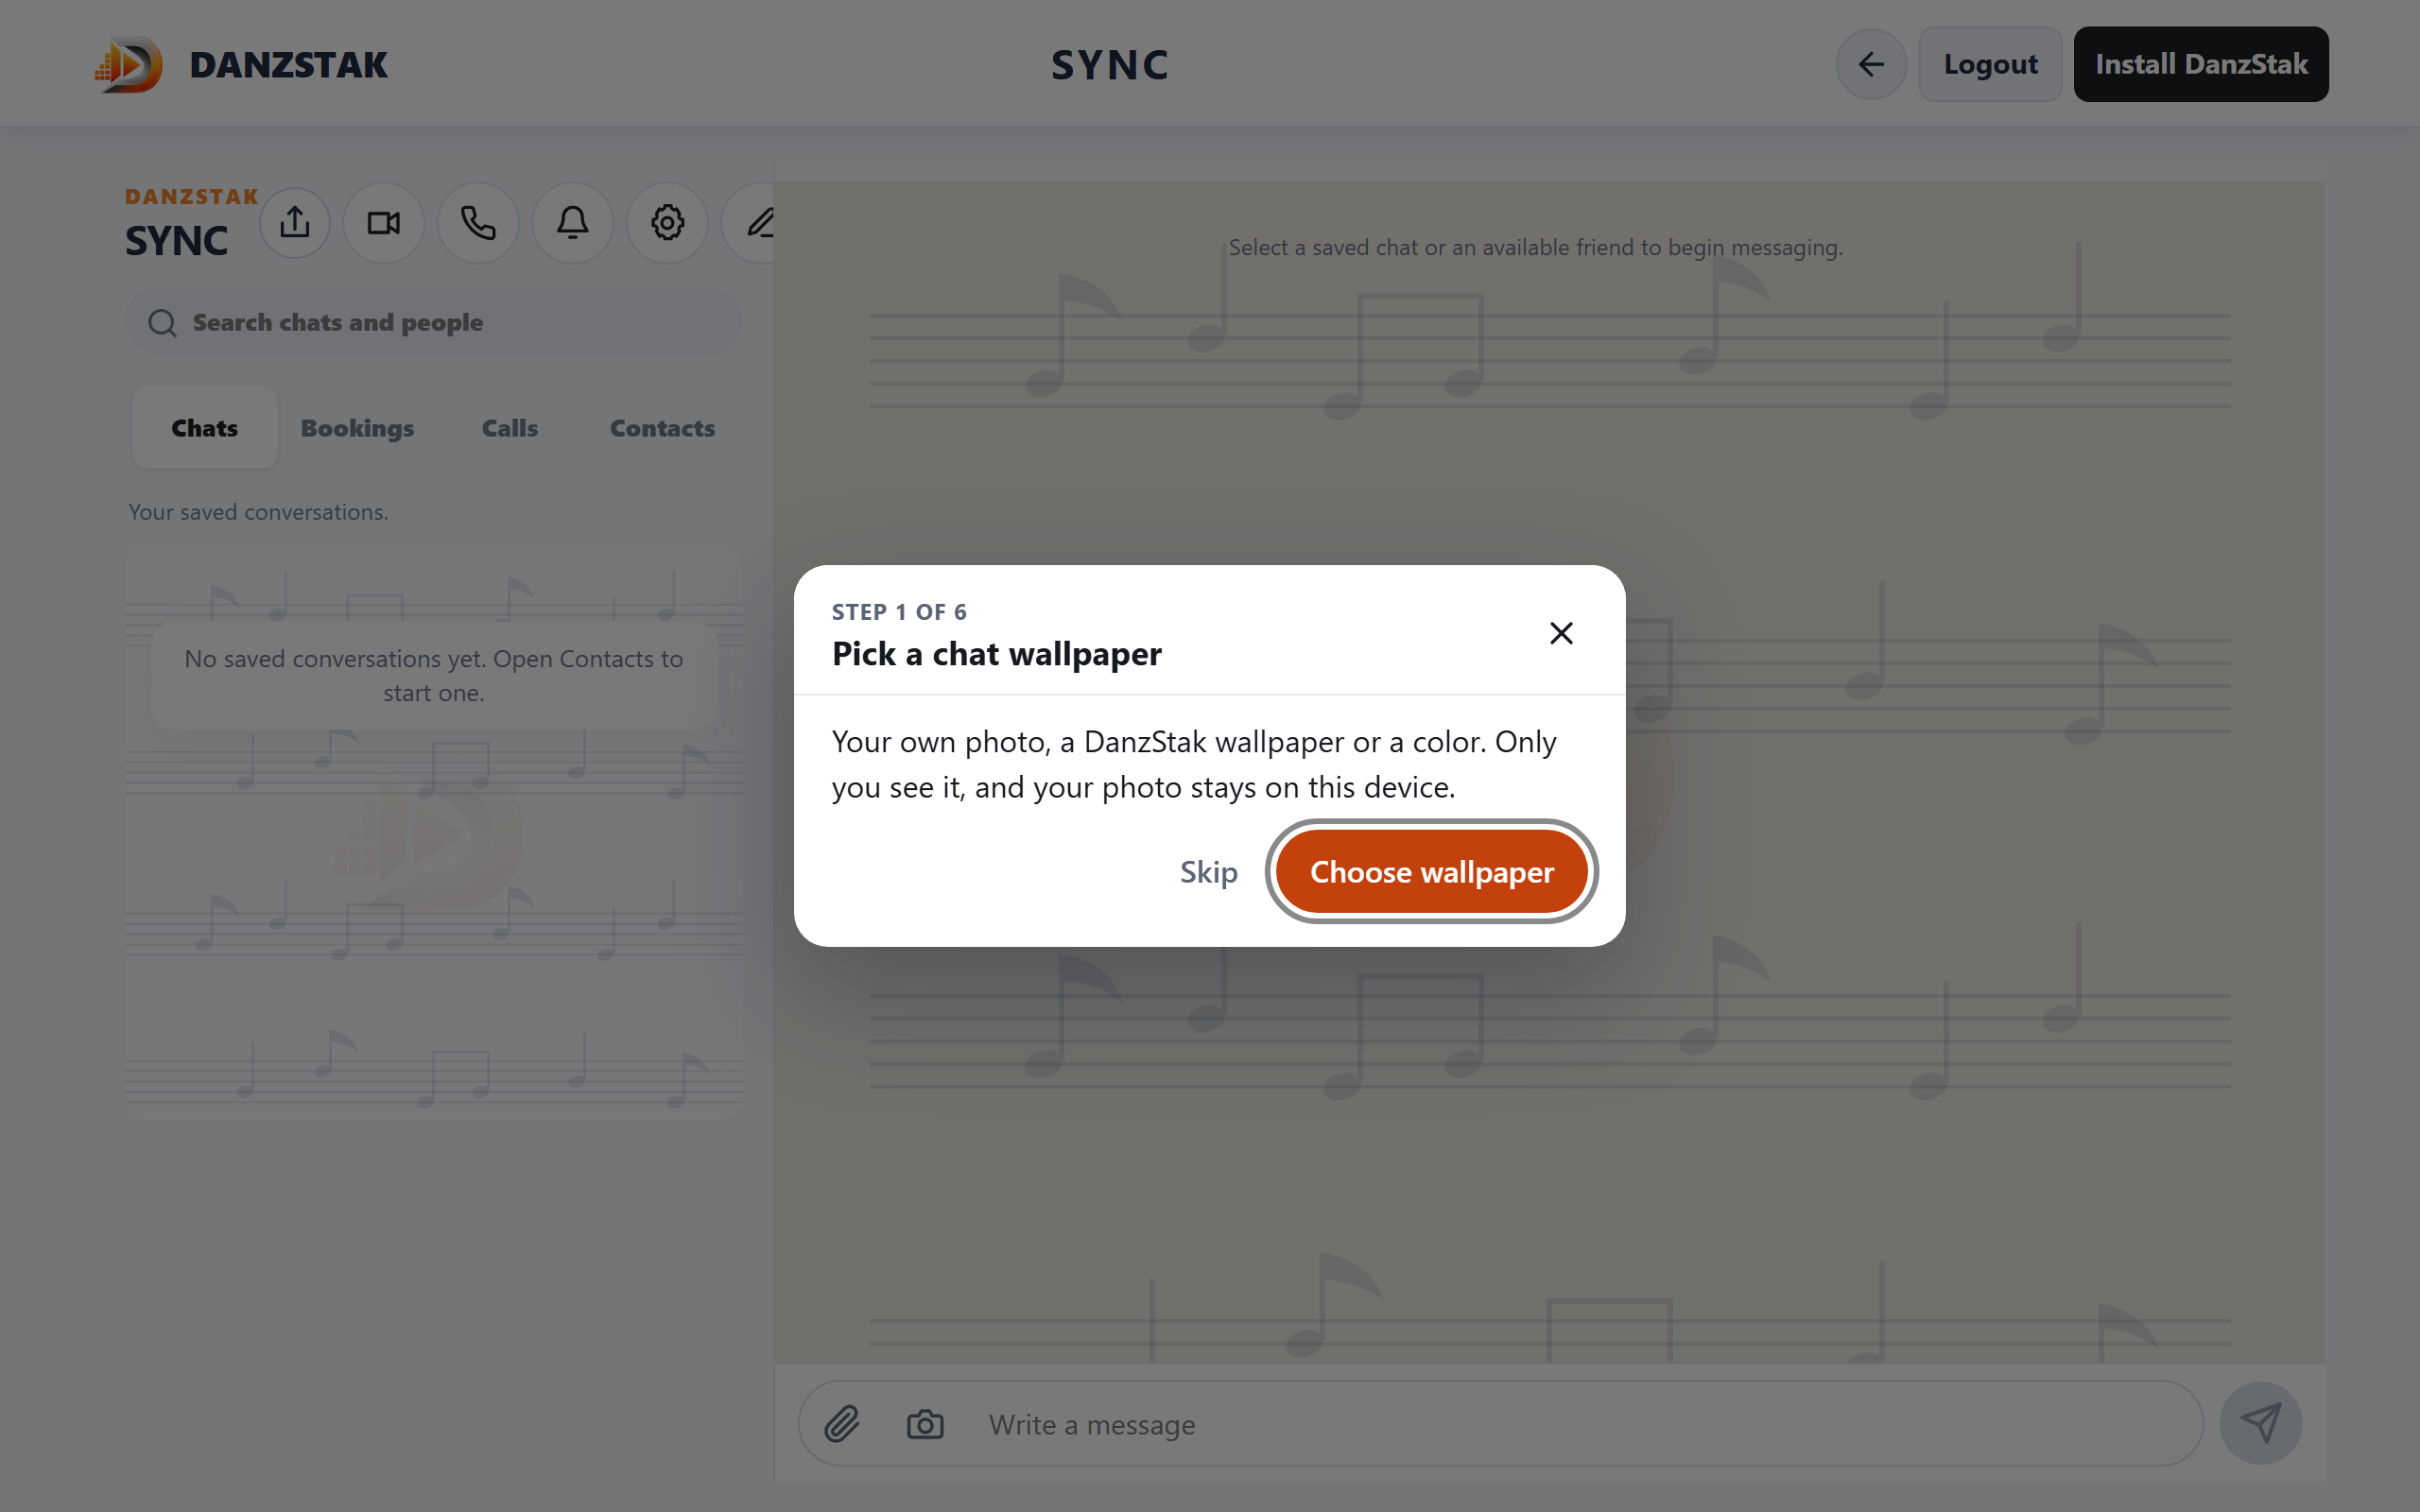 DANZSTAK
SYNC
Logout
Install DanzStak
DANZSTAK
SYNC
Search chats and people
Chats
Bookings
Calls
Contacts
Your saved conversations.
No saved conversations yet. Open Contacts to
start one.
Select a saved chat or an available friend to begin messaging.
STEP 1 OF 6
Pick a chat wallpaper
Your own photo, a DanzStak wallpaper or a color. Only
you see it, and your photo stays on this device.
Skip
Choose wallpaper
Write a message